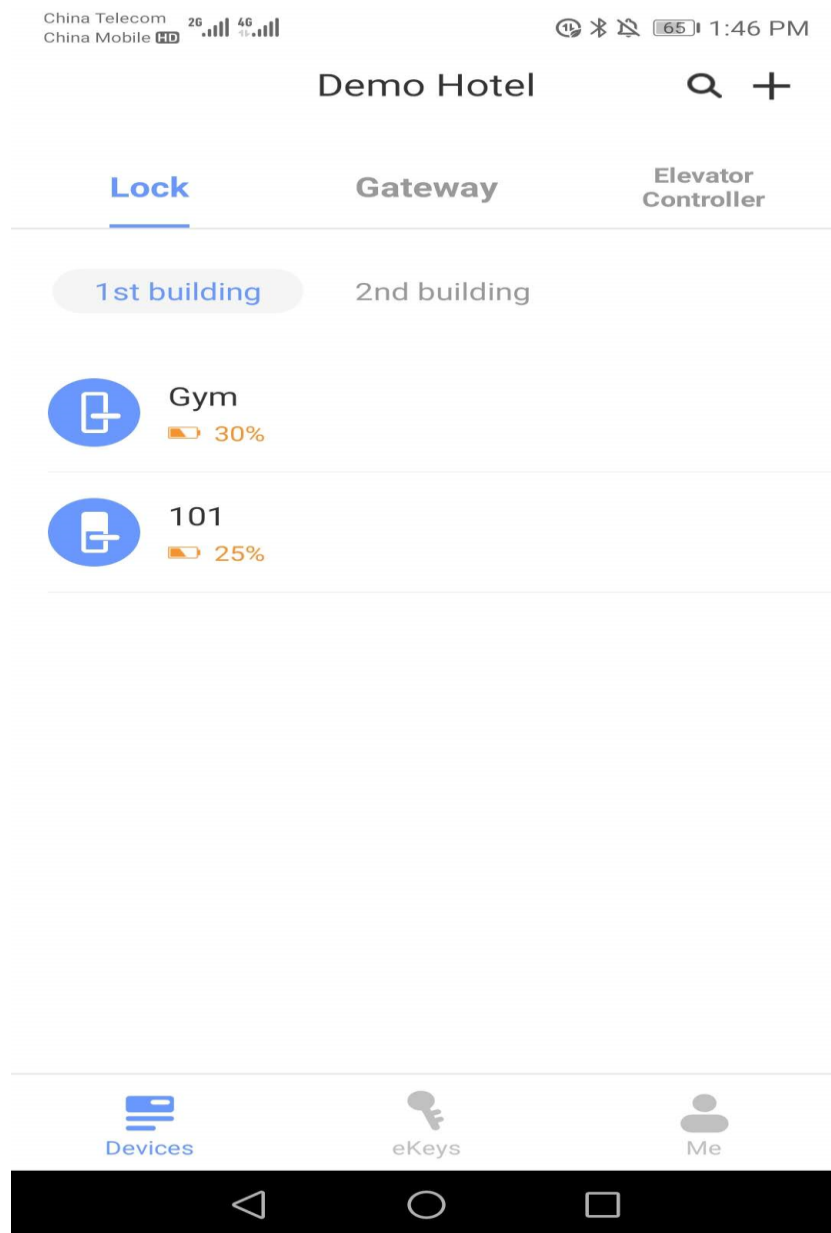 China Telecom 2G 4G
China Mobile HD
65 1:46 PM
Demo Hotel
Lock
Gateway
Elevator
Controller
1st building
2nd building
Gym
30%
101
25%
Devices
eKeys
Me